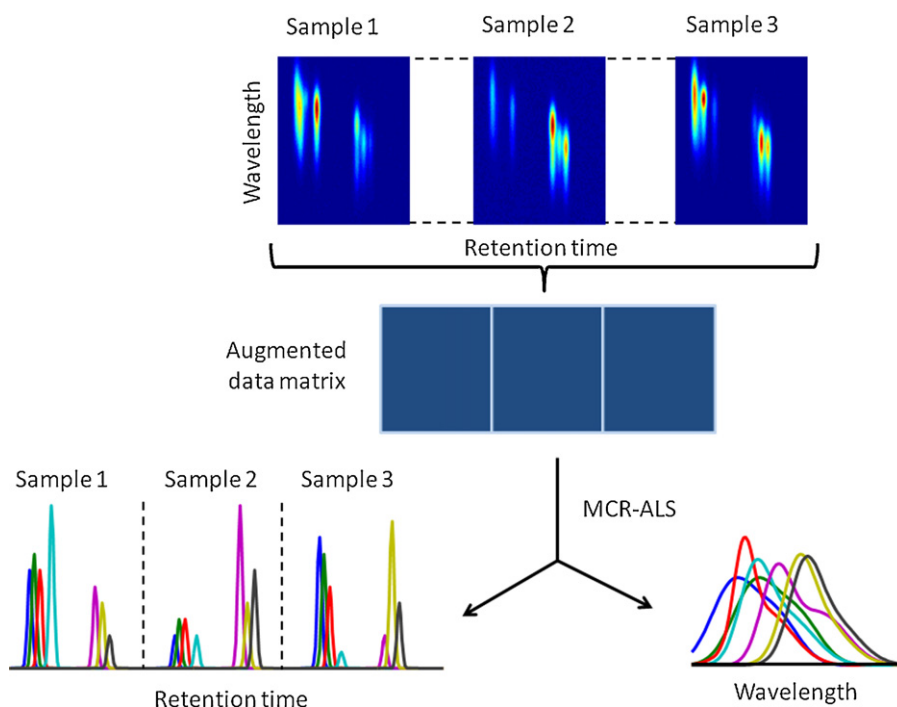 Sample 1
Sample 2
Sample 3
Wavelength
Retention time
Augmented
data matrix
Sample 1
Sample 2
Sample 3
MCR-ALS
Retention time
Wavelength